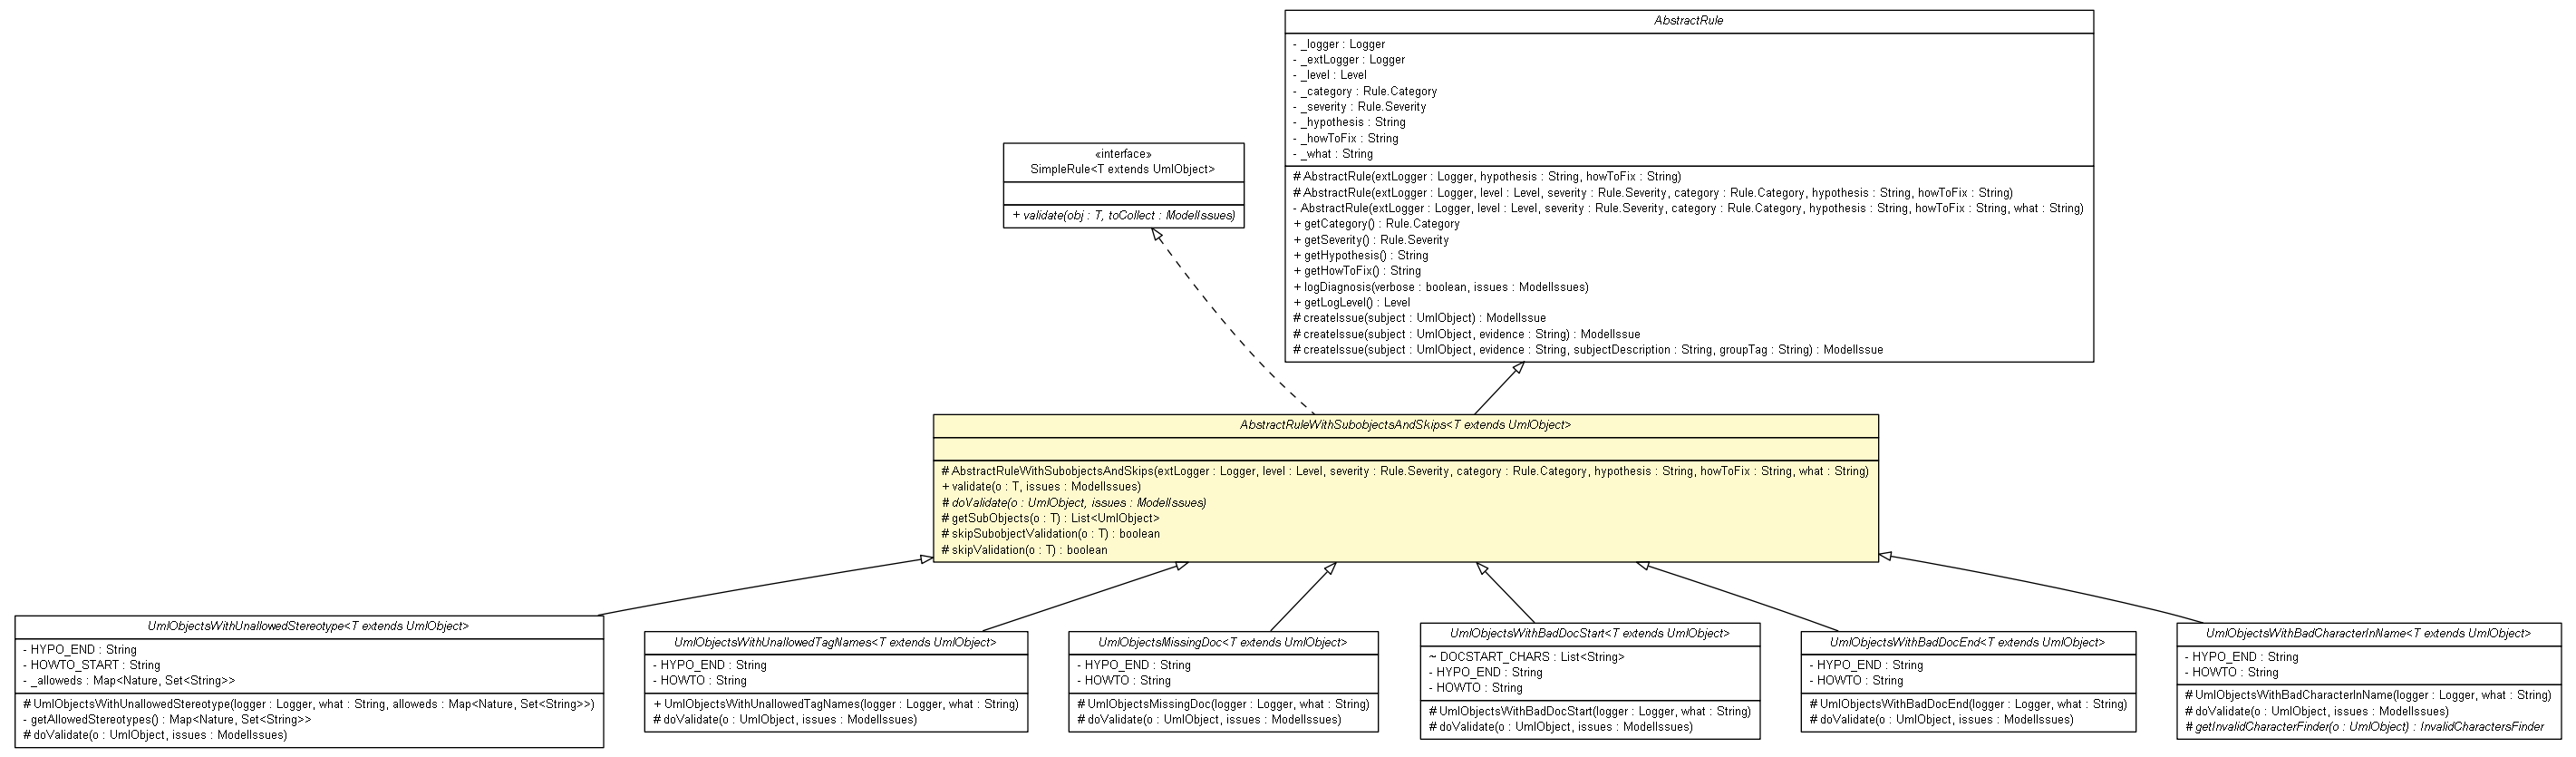 AbstractRule
- _logger : Logger
- _extLogger : Logger
- _level : Level
- _category : Rule.Category
- _severity : Rule.Severity
- _hypothesis : String
- _howToFix : String
- _what : String
# AbstractRule(extLogger : Logger, hypothesis : String, howToFix : String)
# AbstractRule(extLogger : Logger, level : Level, severity : Rule.Severity, category : Rule.Category, hypothesis : String, howToFix : String)
- AbstractRule(extLogger : Logger, level : Level, severity : Rule.Severity, category : Rule.Category, hypothesis : String, howToFix : String, what : String)
+ getCategory() : Rule.Category
+ getSeverity() : Rule.Severity
+ getHypothesis() : String
+ getHowToFix() : String
+ logDiagnosis(verbose : boolean, issues : ModelIssues)
+ getLogLevel() : Level
# createIssue(subject : UmlObject) : ModelIssue
# createIssue(subject : UmlObject, evidence : String) : ModelIssue
# createIssue(subject : UmlObject, evidence : String, subjectDescription : String, groupTag : String) : ModelIssue
«interface»
SimpleRule<T extends UmlObject>
+ validate(obj : T, toCollect : ModelIssues)
AbstractRuleWithSubobjectsAndSkips<T extends UmlObject>
# AbstractRuleWithSubobjectsAndSkips(extLogger : Logger, level : Level, severity : Rule.Severity, category : Rule.Category, hypothesis : String, howToFix : String, what : String)
+ validate(o : T, issues : ModelIssues)
# doValidate(o : UmlObject, issues : ModelIssues)
# getSubObjects(o : T) : List<UmlObject>
# skipSubobjectValidation(o : T) : boolean
# skipValidation(o : T) : boolean
UmlObjectsWithUnallowedStereotype<T extends UmlObject>
- HYPO_END : String
- HOWTO_START : String
- _alloweds : Map<Nature, Set<String>>
# UmlObjectsWithUnallowedStereotype(logger : Logger, what : String, alloweds : Map<Nature, Set<String>>)
- getAllowedStereotypes() : Map<Nature, Set<String>>
# doValidate(o : UmlObject, issues : ModelIssues)
UmlObjectsWithUnallowedTagNames<T extends UmlObject>
- HYPO_END : String
- HOWTO : String
+ UmlObjectsWithUnallowedTagNames(logger : Logger, what : String)
# doValidate(o : UmlObject, issues : ModelIssues)
UmlObjectsMissingDoc<T extends UmlObject>
- HYPO_END : String
- HOWTO : String
# UmlObjectsMissingDoc(logger : Logger, what : String)
# doValidate(o : UmlObject, issues : ModelIssues)
UmlObjectsWithBadDocStart<T extends UmlObject>
~ DOCSTART_CHARS : List<String>
- HYPO_END : String
- HOWTO : String
# UmlObjectsWithBadDocStart(logger : Logger, what : String)
# doValidate(o : UmlObject, issues : ModelIssues)
UmlObjectsWithBadDocEnd<T extends UmlObject>
- HYPO_END : String
- HOWTO : String
# UmlObjectsWithBadDocEnd(logger : Logger, what : String)
# doValidate(o : UmlObject, issues : ModelIssues)
UmlObjectsWithBadCharacterInName<T extends UmlObject>
- HYPO_END : String
- HOWTO : String
# UmlObjectsWithBadCharacterInName(logger : Logger, what : String)
# doValidate(o : UmlObject, issues : ModelIssues)
# getInvalidCharacterFinder(o : UmlObject) : InvalidCharactersFinder